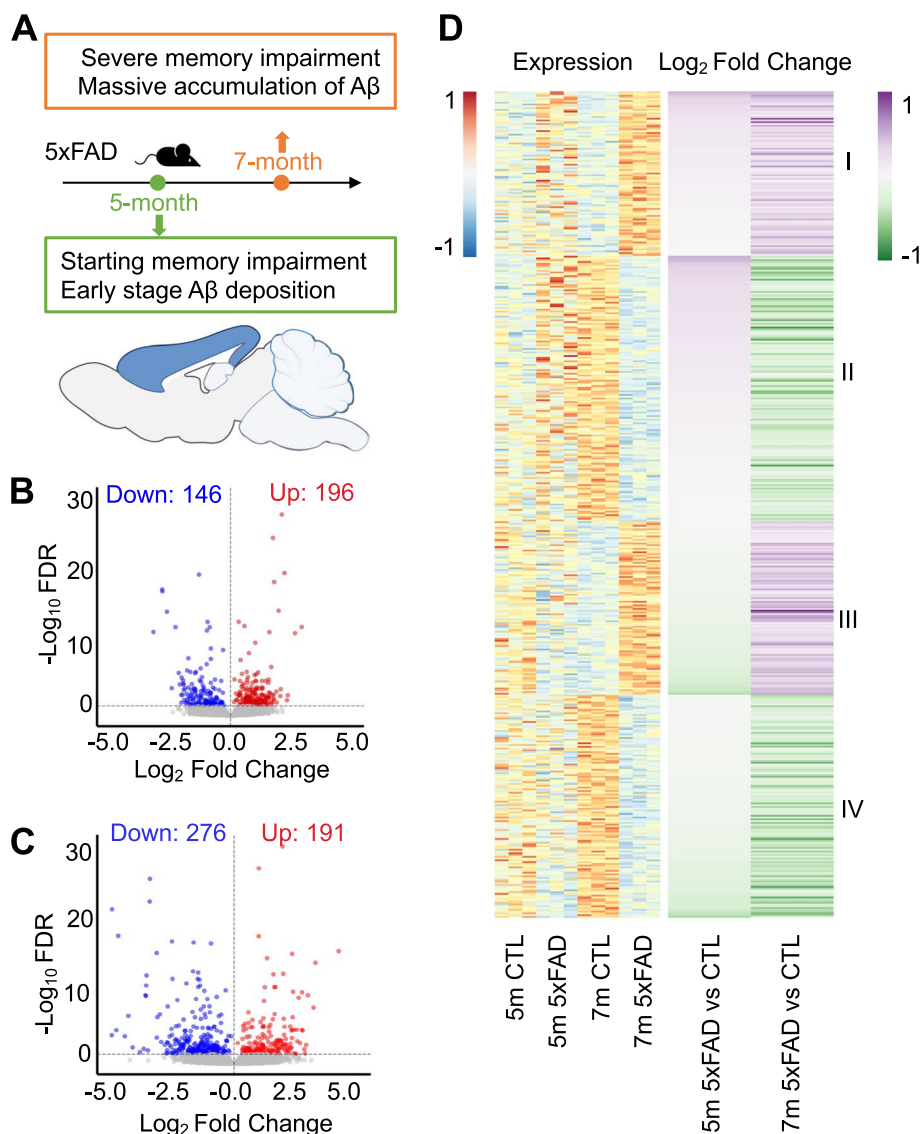 A
Severe memory impairment
Massive accumulation of Aβ
5xFAD
7-month
5-month
Starting memory impairment
Early stage Aβ deposition
B
Down: 146
Up: 196
30
20
10
0
-Log₁₀ FDR
-5.0
-2.5
0.0
2.5
5.0
Log₂ Fold Change
C
Down: 276
Up: 191
30
20
10
0
-Log₁₀ FDR
-5.0
-2.5
-0.0
2.5
5.0
Log₂ Fold Change
D
Expression
Log₂ Fold Change
1
-1
1
-1
I
II
III
IV
5m CTL
5m 5xFAD
7m CTL
7m 5xFAD
5m 5xFAD vs CTL
7m 5xFAD vs CTL